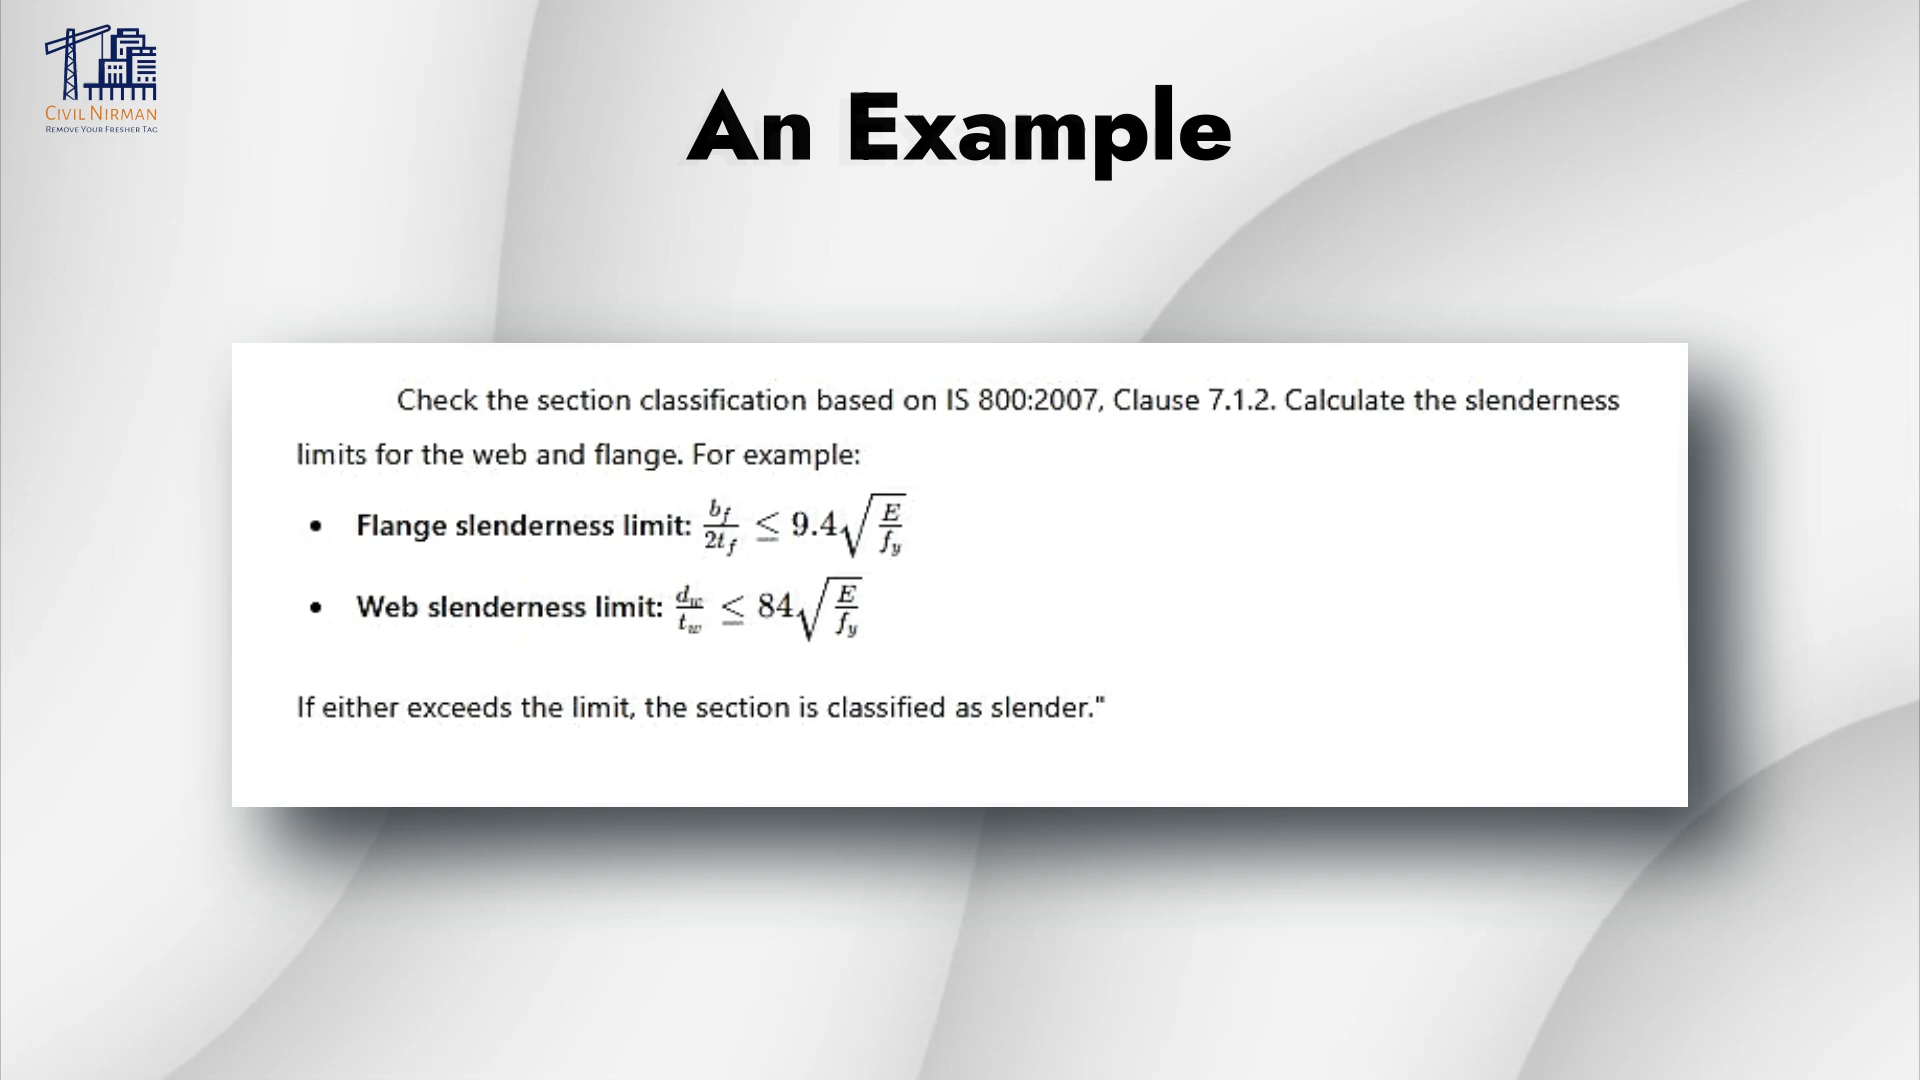 CIVIL NIRMAN
REMOVE YOUR FRESHER TAG
An Example
Check the section classification based on IS 800:2007, Clause 7.1.2. Calculate the slenderness
limits for the web and flange. For example:
• Flange slenderness limit: b_f/2t_f ≤ 9.4√(E/f_y)
• Web slenderness limit: d_w/t_w ≤ 84√(E/f_y)
If either exceeds the limit, the section is classified as slender."